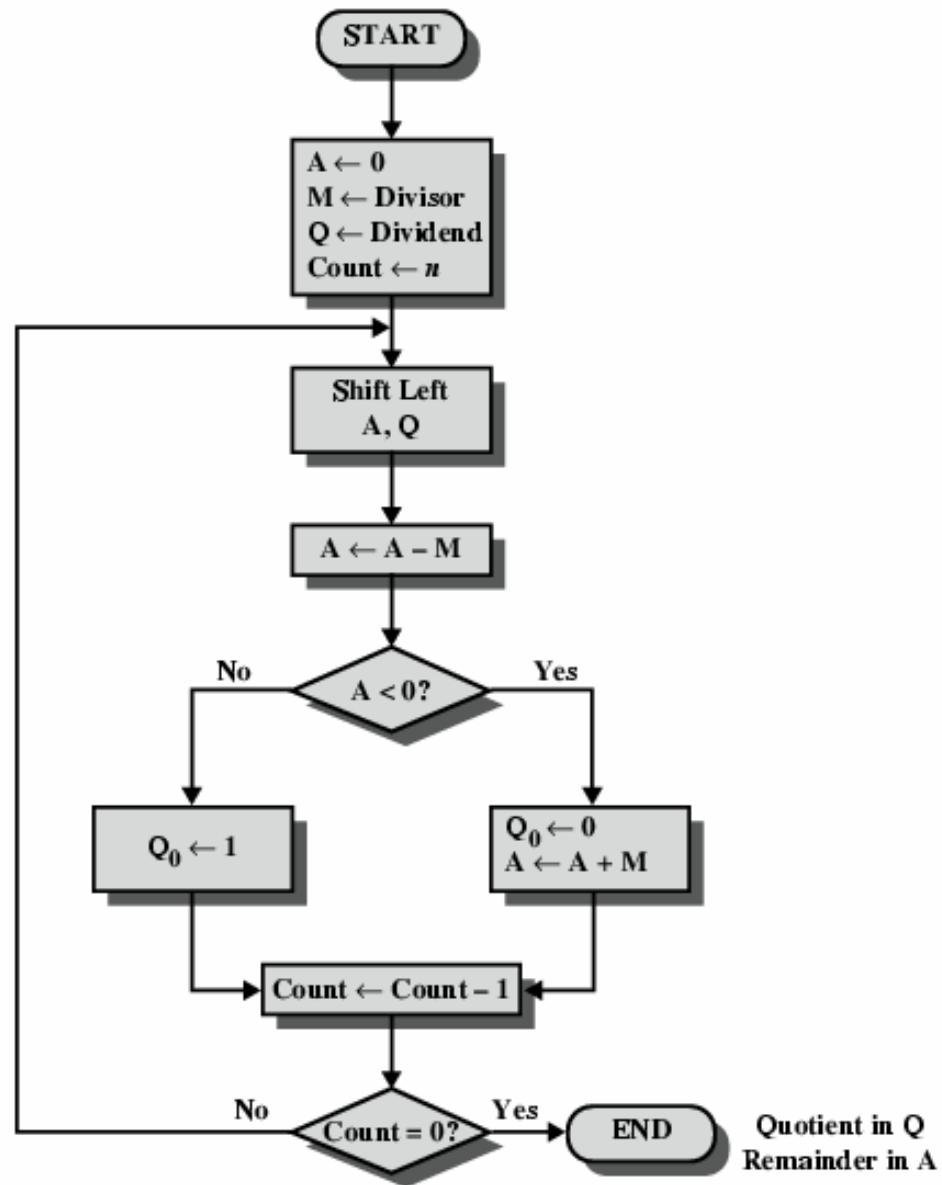 START
A ← 0
M ← Divisor
Q ← Dividend
Count ← n
Shift Left
A, Q
A ← A – M
No
Yes
A < 0?
Q₀ ← 1
Q₀ ← 0
A ← A + M
Count ← Count – 1
No
Yes
Count = 0?
END
Quotient in Q
Remainder in A